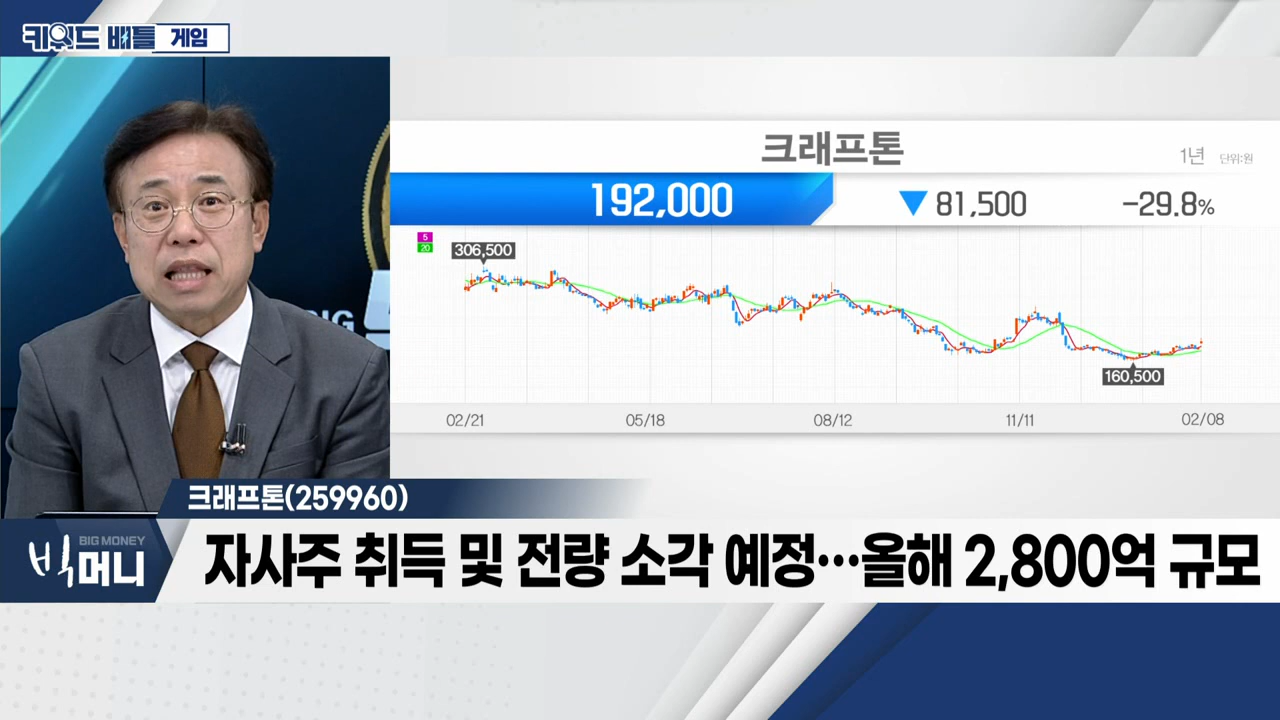 키워드 배틀 게임
크래프톤
1년 단위:원
192,000 ▼ 81,500 -29.8%
5
20
306,500
160,500
02/21 05/18 08/12 11/11 02/08
BIG
크래프톤(259960)
BIG MONEY
빅머니
자사주 취득 및 전량 소각 예정…올해 2,800억 규모